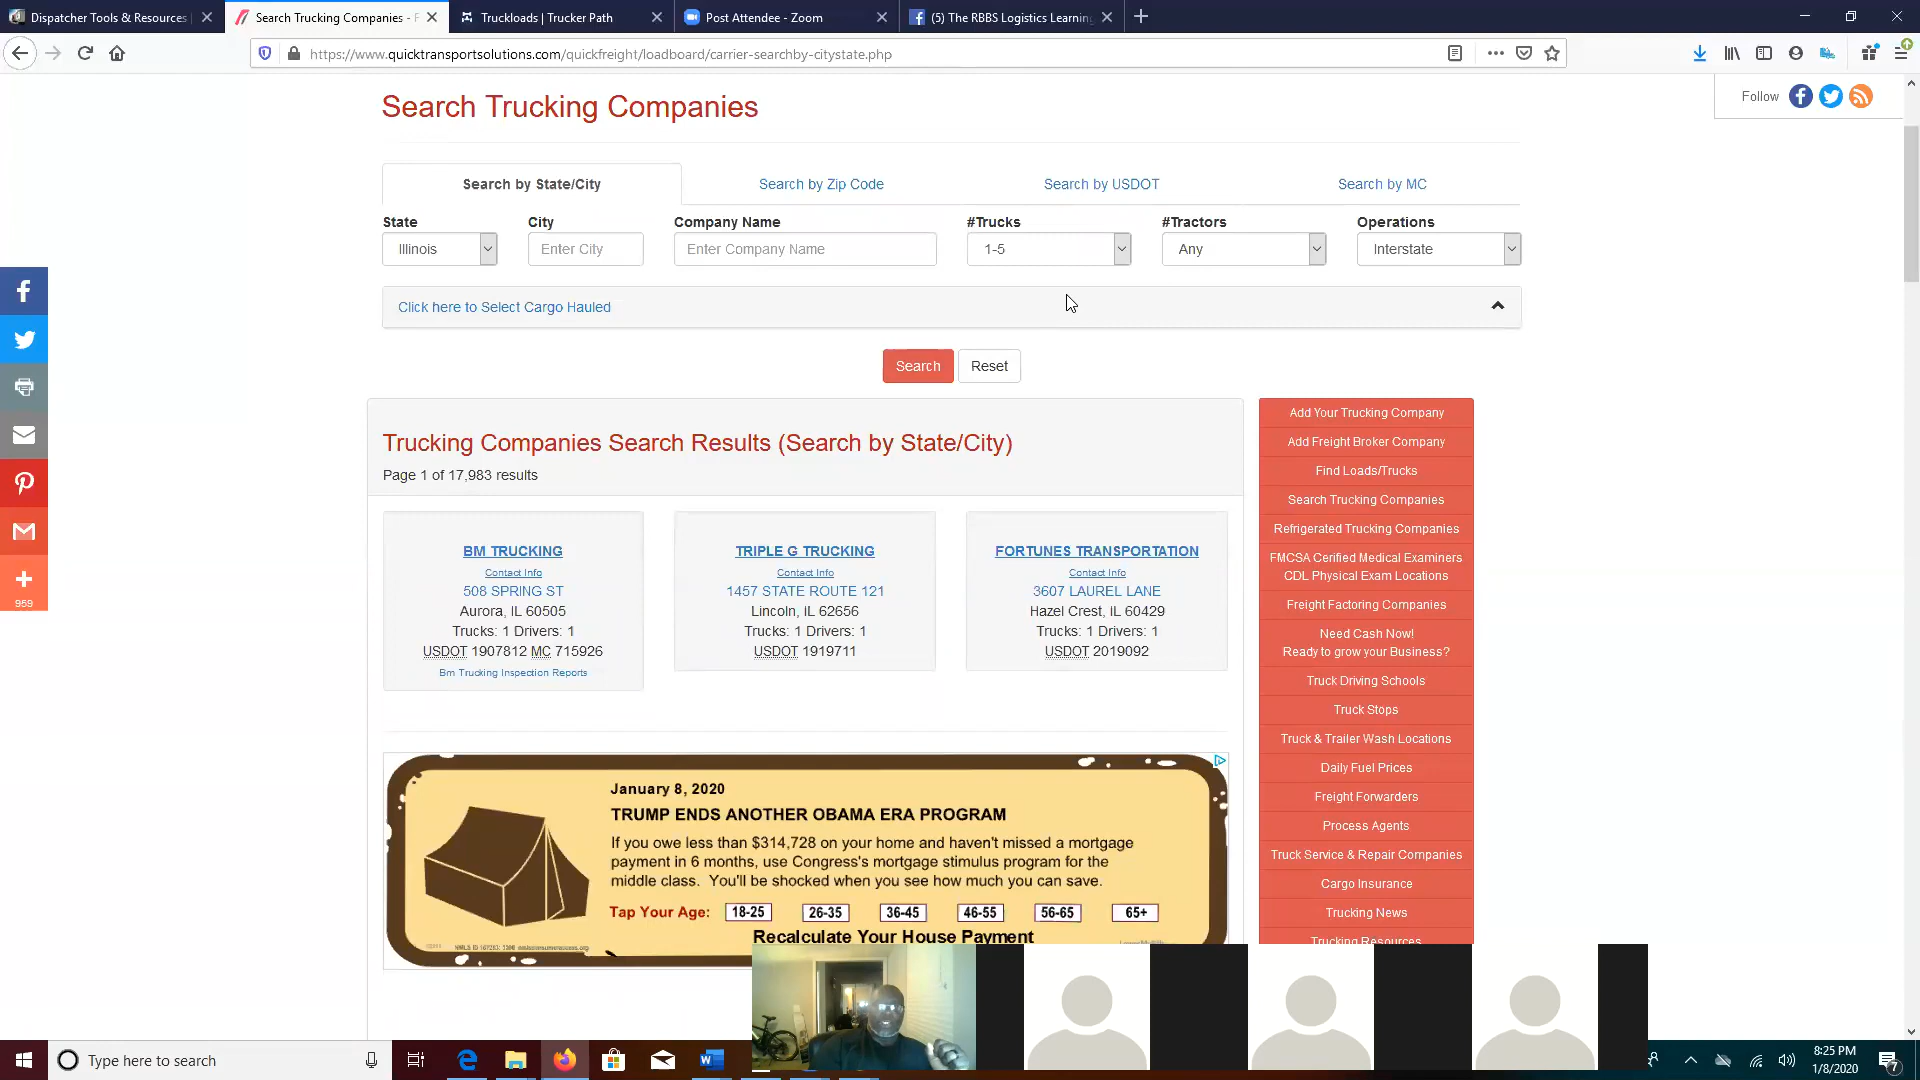 Dispatcher Tools & Resources
Search Trucking Companies - F
Truckloads | Trucker Path
Post Attendee - Zoom
(5) The RBBS Logistics Learning
https://www.quicktransportsolutions.com/quickfreight/loadboard/carrier-searchby-citystate.php
Search Trucking Companies
Follow
Search by State/City
Search by Zip Code
Search by USDOT
Search by MC
State
City
Company Name
#Trucks
#Tractors
Operations
Illinois
Enter City
Enter Company Name
1-5
Any
Interstate
Click here to Select Cargo Hauled
Search
Reset
Trucking Companies Search Results (Search by State/City)
Page 1 of 17,983 results
BM TRUCKING
Contact Info
508 SPRING ST
Aurora, IL 60505
Trucks: 1 Drivers: 1
USDOT 1907812 MC 715926
Bm Trucking Inspection Reports
TRIPLE G TRUCKING
Contact Info
1457 STATE ROUTE 121
Lincoln, IL 62656
Trucks: 1 Drivers: 1
USDOT 1919711
FORTUNES TRANSPORTATION
Contact Info
3607 LAUREL LANE
Hazel Crest, IL 60429
Trucks: 1 Drivers: 1
USDOT 2019092
Add Your Trucking Company
Add Freight Broker Company
Find Loads/Trucks
Search Trucking Companies
Refrigerated Trucking Companies
FMCSA Cerified Medical Examiners
CDL Physical Exam Locations
Freight Factoring Companies
Need Cash Now!
Ready to grow your Business?
Truck Driving Schools
Truck Stops
Truck & Trailer Wash Locations
Daily Fuel Prices
Freight Forwarders
Process Agents
Truck Service & Repair Companies
Cargo Insurance
Trucking News
Trucking Resources
959
January 8, 2020
TRUMP ENDS ANOTHER OBAMA ERA PROGRAM
If you owe less than $314,728 on your home and haven't missed a mortgage
payment in 6 months, use Congress's mortgage stimulus program for the
middle class. You'll be shocked when you see how much you can save.
Tap Your Age: 18-25 26-35 36-45 46-55 56-65 65+
Recalculate Your House Payment
Type here to search
8:25 PM
1/8/2020
7